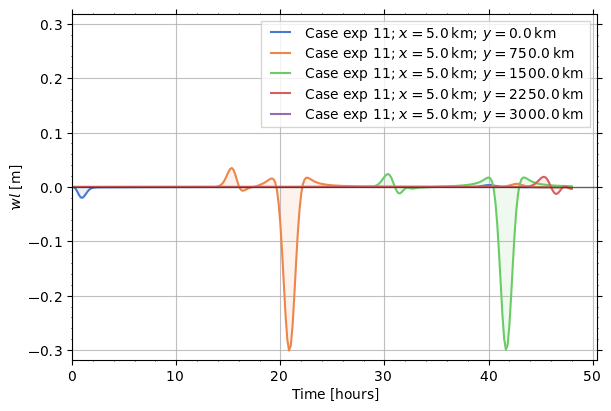 Case exp 11; x = 5.0 km; y = 0.0 km
Case exp 11; x = 5.0 km; y = 750.0 km
Case exp 11; x = 5.0 km; y = 1500.0 km
Case exp 11; x = 5.0 km; y = 2250.0 km
Case exp 11; x = 5.0 km; y = 3000.0 km
wl [m]
0.3
0.2
0.1
0.0
−0.1
−0.2
−0.3
0 10 20 30 40 50
Time [hours]